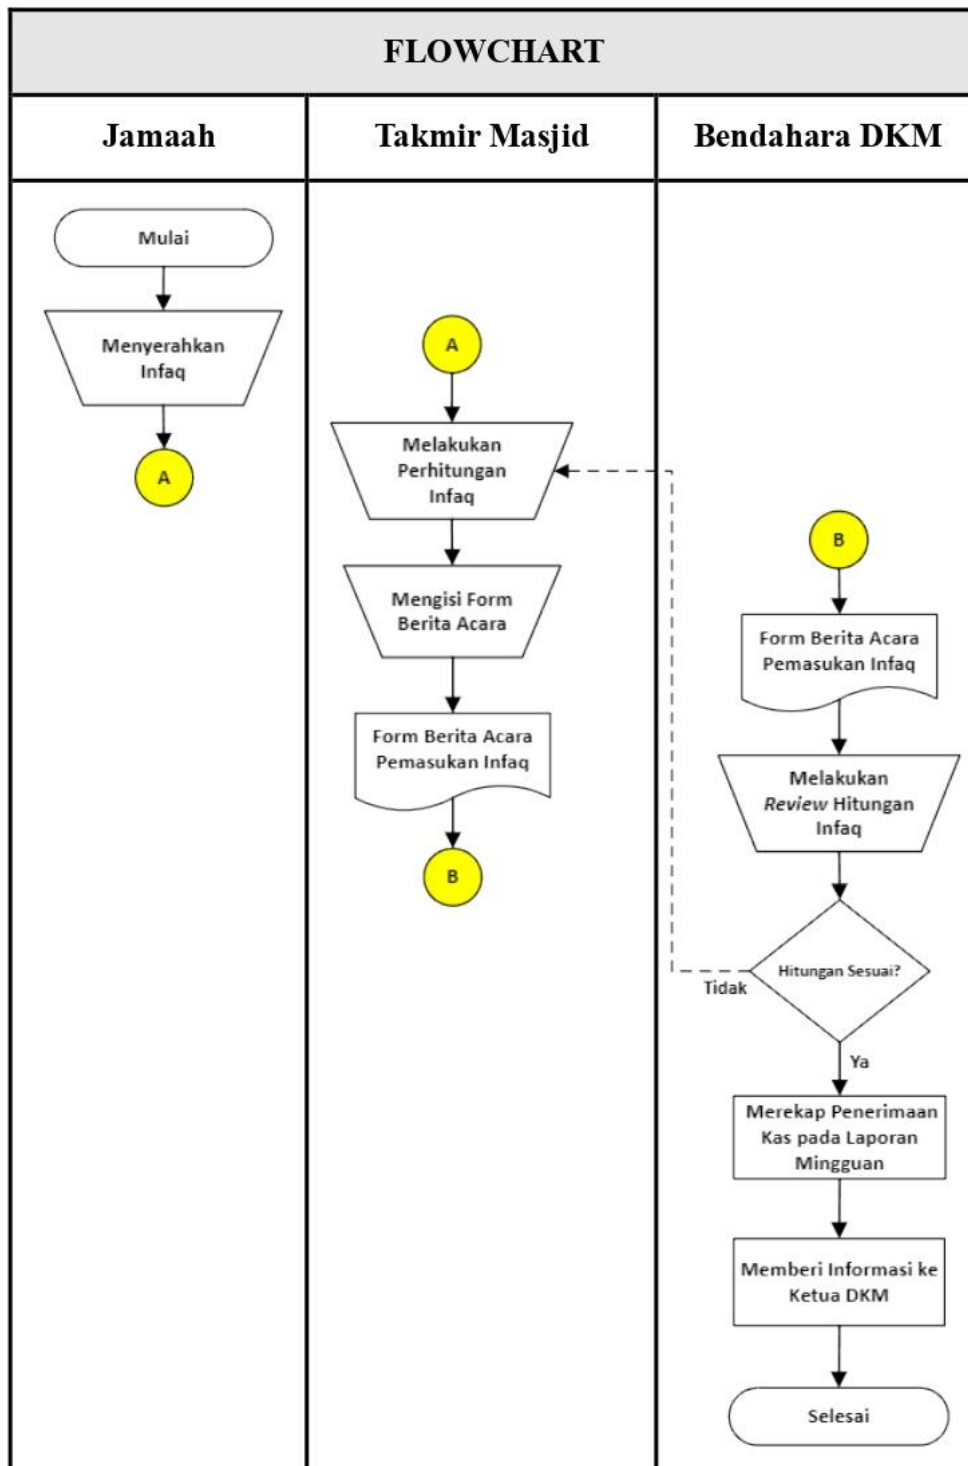 FLOWCHART
Jamaah
Takmir Masjid
Bendahara DKM
Mulai
Menyerahkan
Infaq
A
A
Melakukan
Perhitungan
Infaq
Mengisi Form
Berita Acara
Form Berita Acara
Pemasukan Infaq
B
B
Form Berita Acara
Pemasukan Infaq
Melakukan
Review Hitungan
Infaq
Hitungan Sesuai?
Tidak
Ya
Merekap Penerimaan
Kas pada Laporan
Mingguan
Memberi Informasi ke
Ketua DKM
Selesai